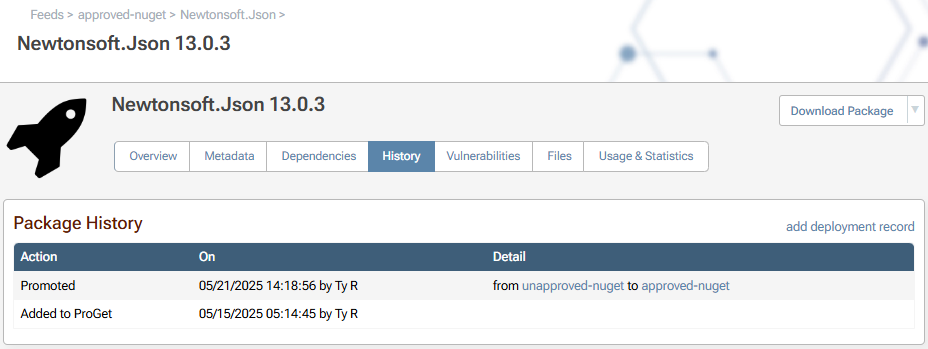 Feeds > approved-nuget > Newtonsoft.Json >
Newtonsoft.Json 13.0.3
Newtonsoft.Json 13.0.3
Download Package
Overview Metadata Dependencies History Vulnerabilities Files Usage & Statistics
Package History
add deployment record
Action On Detail
Promoted 05/21/2025 14:18:56 by Ty R from unapproved-nuget to approved-nuget
Added to ProGet 05/15/2025 05:14:45 by Ty R